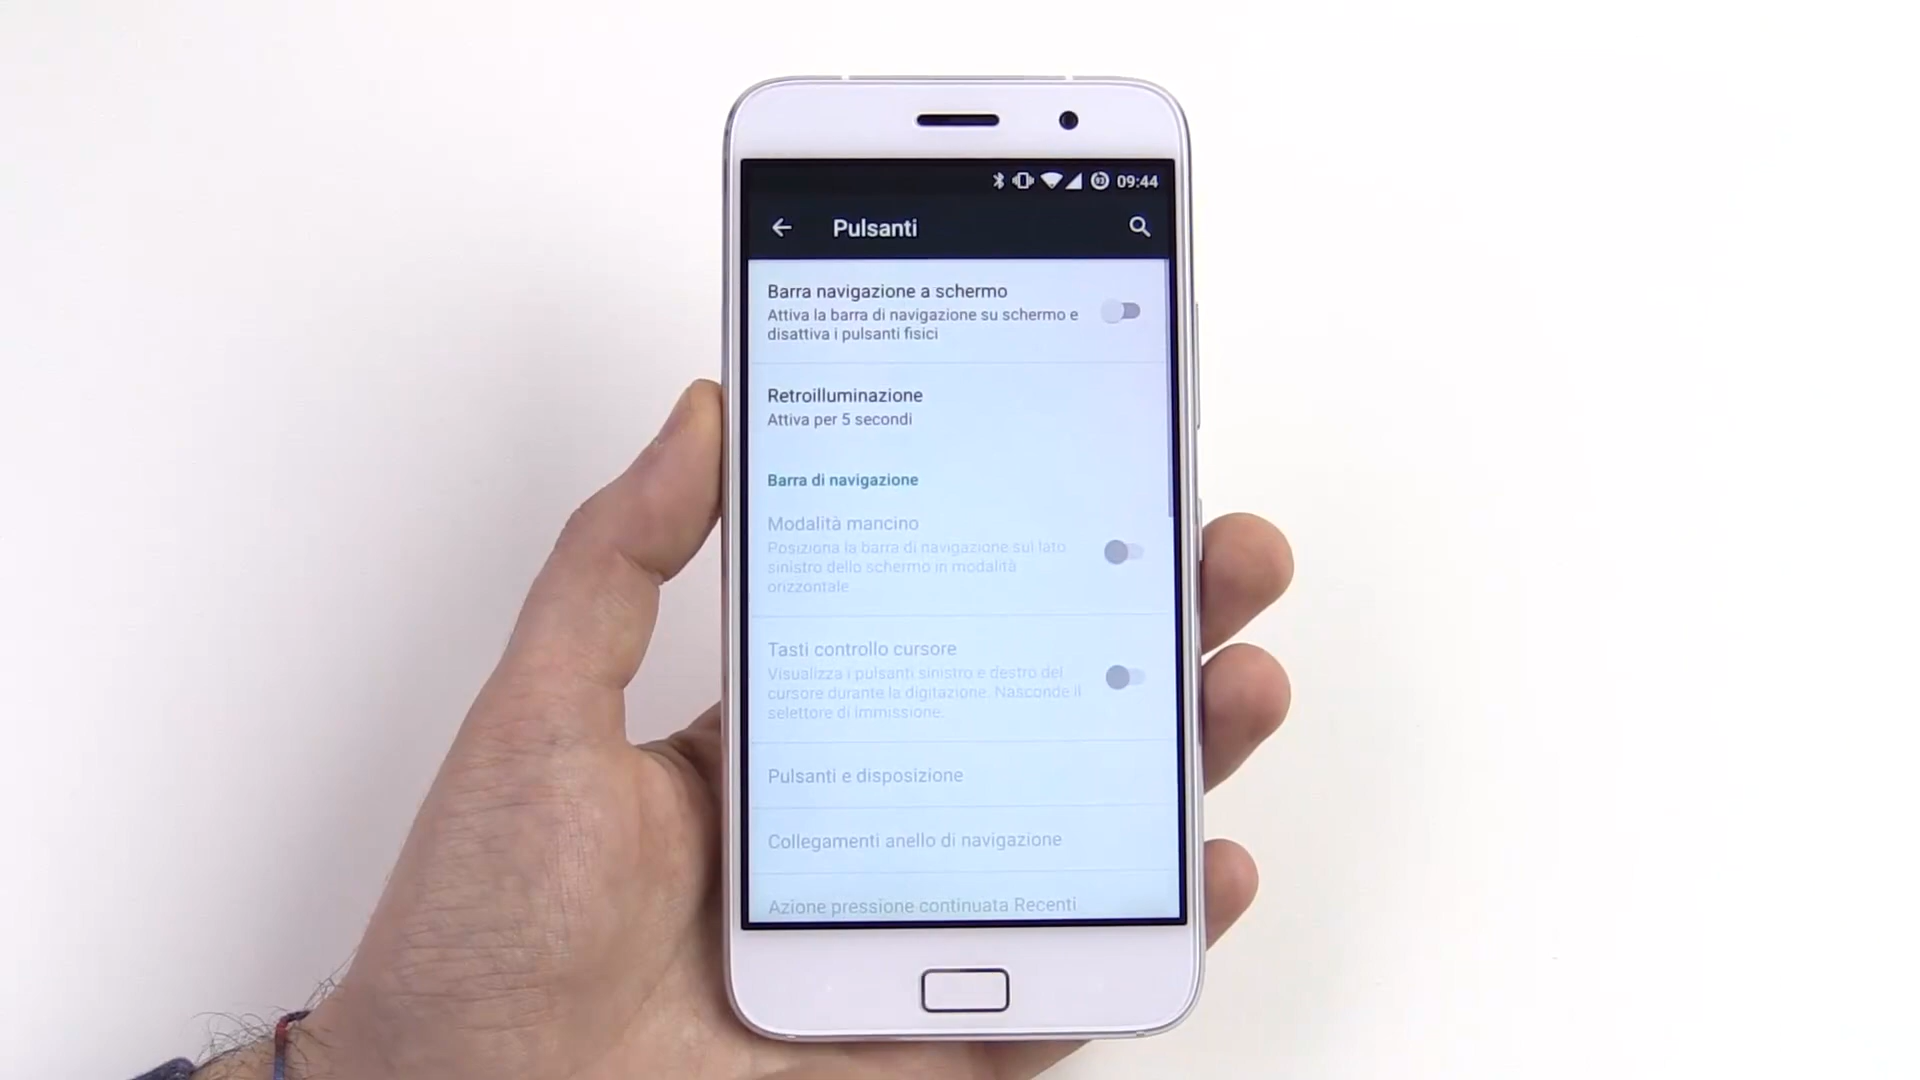 93 09:44
Pulsanti
Barra navigazione a schermo
Attiva la barra di navigazione su schermo e
disattiva i pulsanti fisici
Retroilluminazione
Attiva per 5 secondi
Barra di navigazione
Modalità mancino
Posiziona la barra di navigazione sul lato
sinistro dello schermo in modalità
orizzontale
Tasti controllo cursore
Visualizza i pulsanti sinistro e destro del
cursore durante la digitazione. Nasconde il
selettore di immissione.
Pulsanti e disposizione
Collegamenti anello di navigazione
Azione pressione continuata Recenti